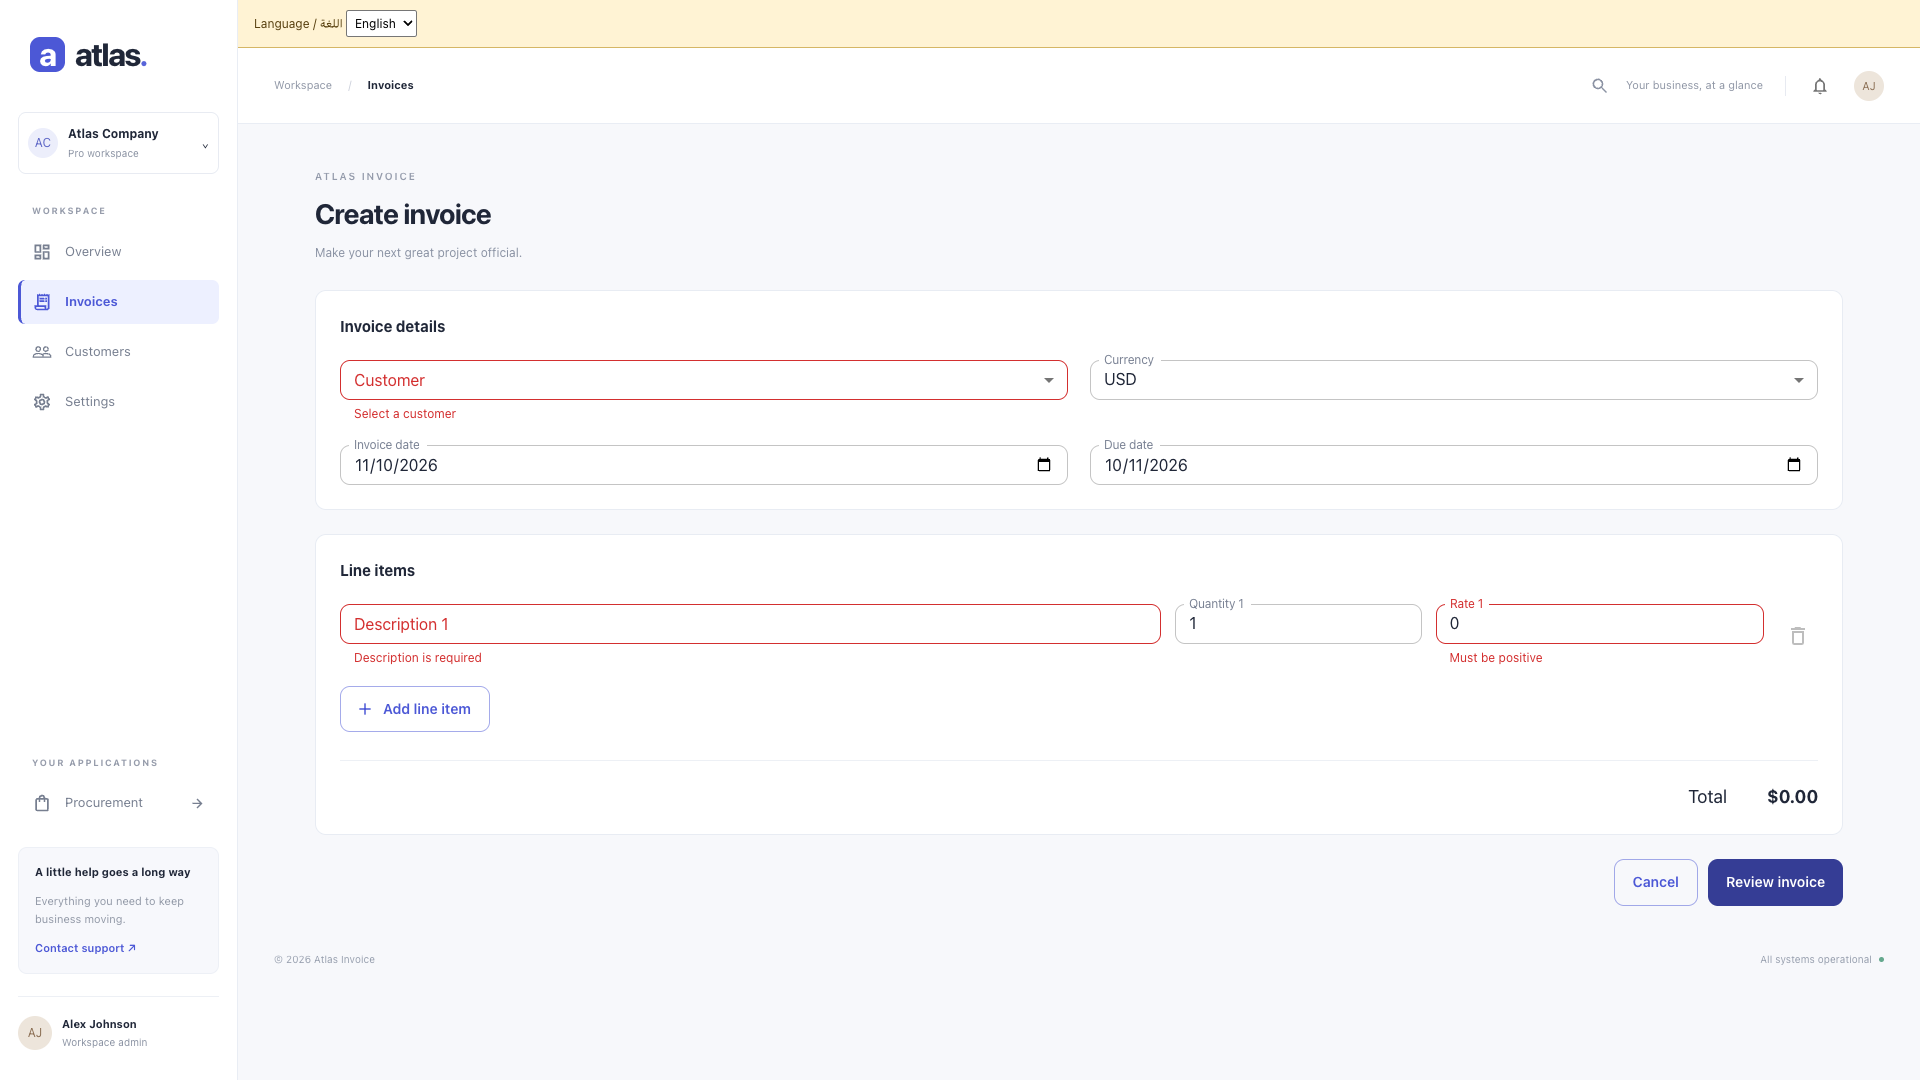 Language / اللغة English
a atlas.
Workspace / Invoices
Your business, at a glance
AJ
AC
Atlas Company
Pro workspace
WORKSPACE
Overview
Invoices
Customers
Settings
YOUR APPLICATIONS
Procurement
A little help goes a long way
Everything you need to keep
business moving.
Contact support
AJ
Alex Johnson
Workspace admin
ATLAS INVOICE
Create invoice
Make your next great project official.
Invoice details
Customer
Select a customer
Currency
USD
Invoice date
11/10/2026
Due date
10/11/2026
Line items
Description 1
Description is required
Quantity 1
1
Rate 1
0
Must be positive
Add line item
Total $0.00
Cancel
Review invoice
© 2026 Atlas Invoice
All systems operational